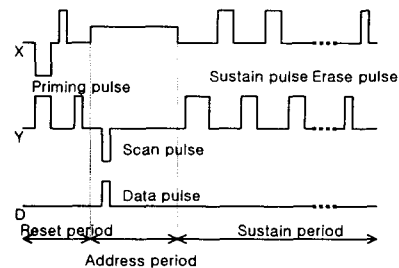 X
Priming pulse
Sustain pulse Erase pulse
Y
Scan pulse
Data pulse
D
Reset period
Sustain period
Address period